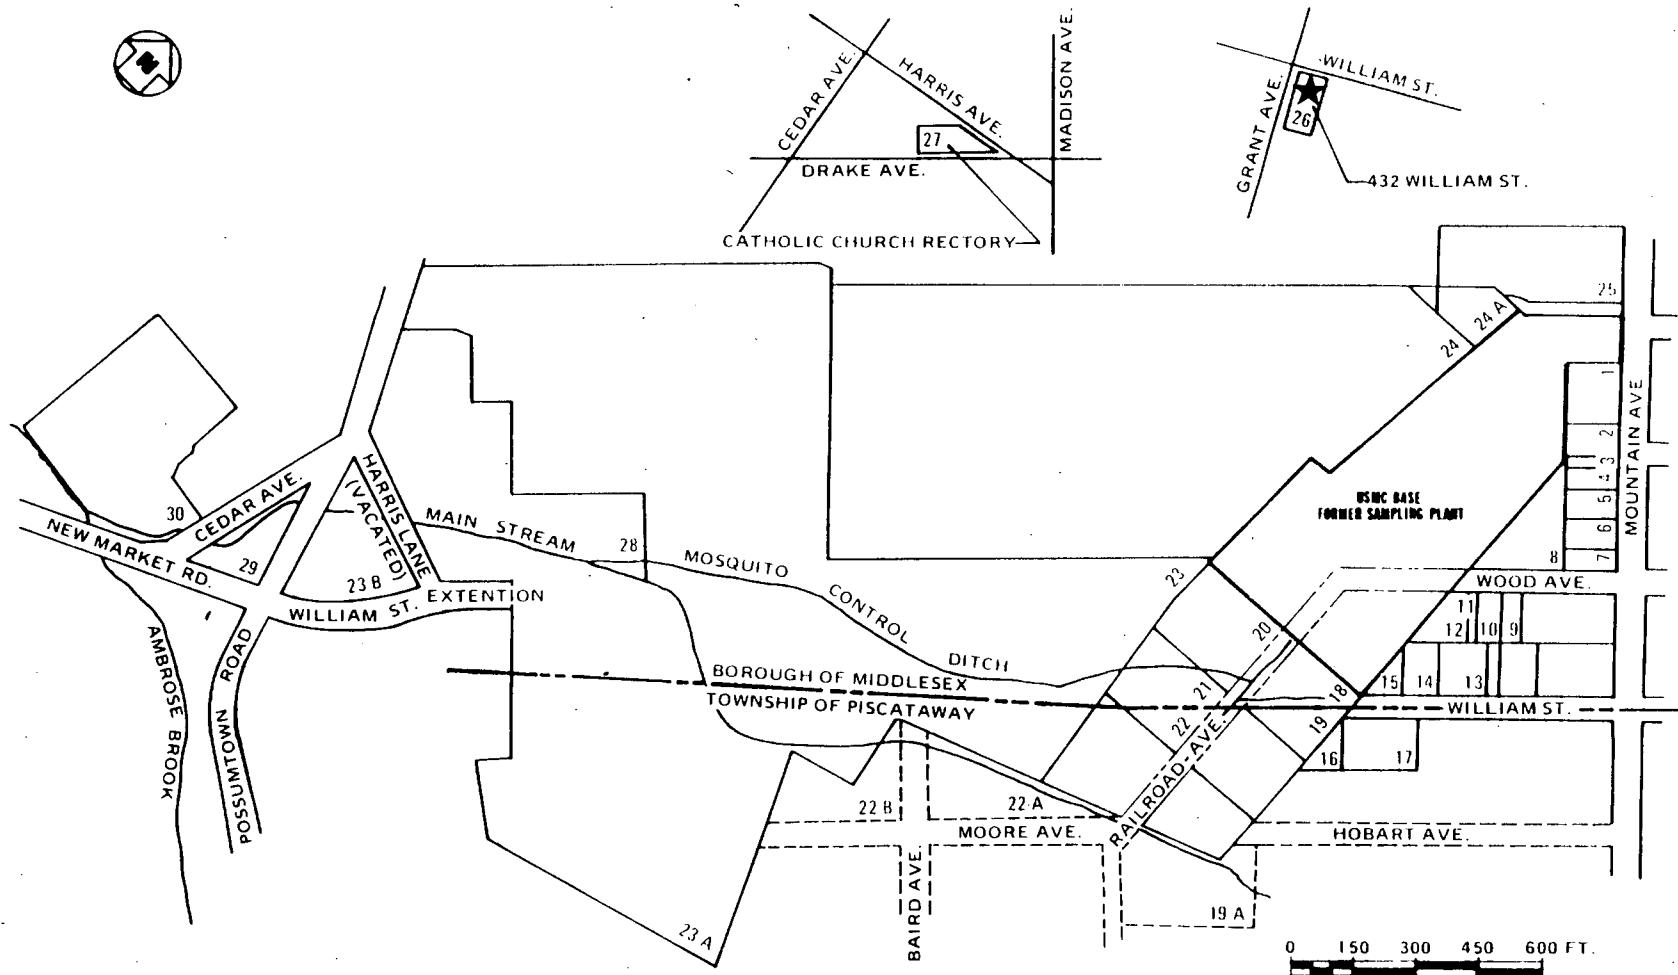 N
CEDAR AVE.
HARRIS AVE.
MADISON AVE.
27
DRAKE AVE.
CATHOLIC CHURCH RECTORY
WILLIAM ST.
GRANT AVE.
26
432 WILLIAM ST.
25
24 A
24
1
2
3
4
5
6
7
8
MOUNTAIN AVE
USMC BASE
FORMER SAMPLING PLANT
WOOD AVE.
HARRIS LANE
(VACATED)
30
CEDAR AVE.
NEW MARKET RD.
29
23 B
WILLIAM ST. EXTENTION
MAIN STREAM
28
MOSQUITO
CONTROL
DITCH
23
20
21
22
18
19
11
12
10
9
15
14
13
WILLIAM ST.
16
17
BOROUGH OF MIDDLESEX
TOWNSHIP OF PISCATAWAY
AMBROSE BROOK
POSSUMTOWN ROAD
RAILROAD-AVE.
22 B
22 A
MOORE AVE.
HOBART AVE.
BAIRD AVE.
23 A
19 A
0 150 300 450 600 FT.